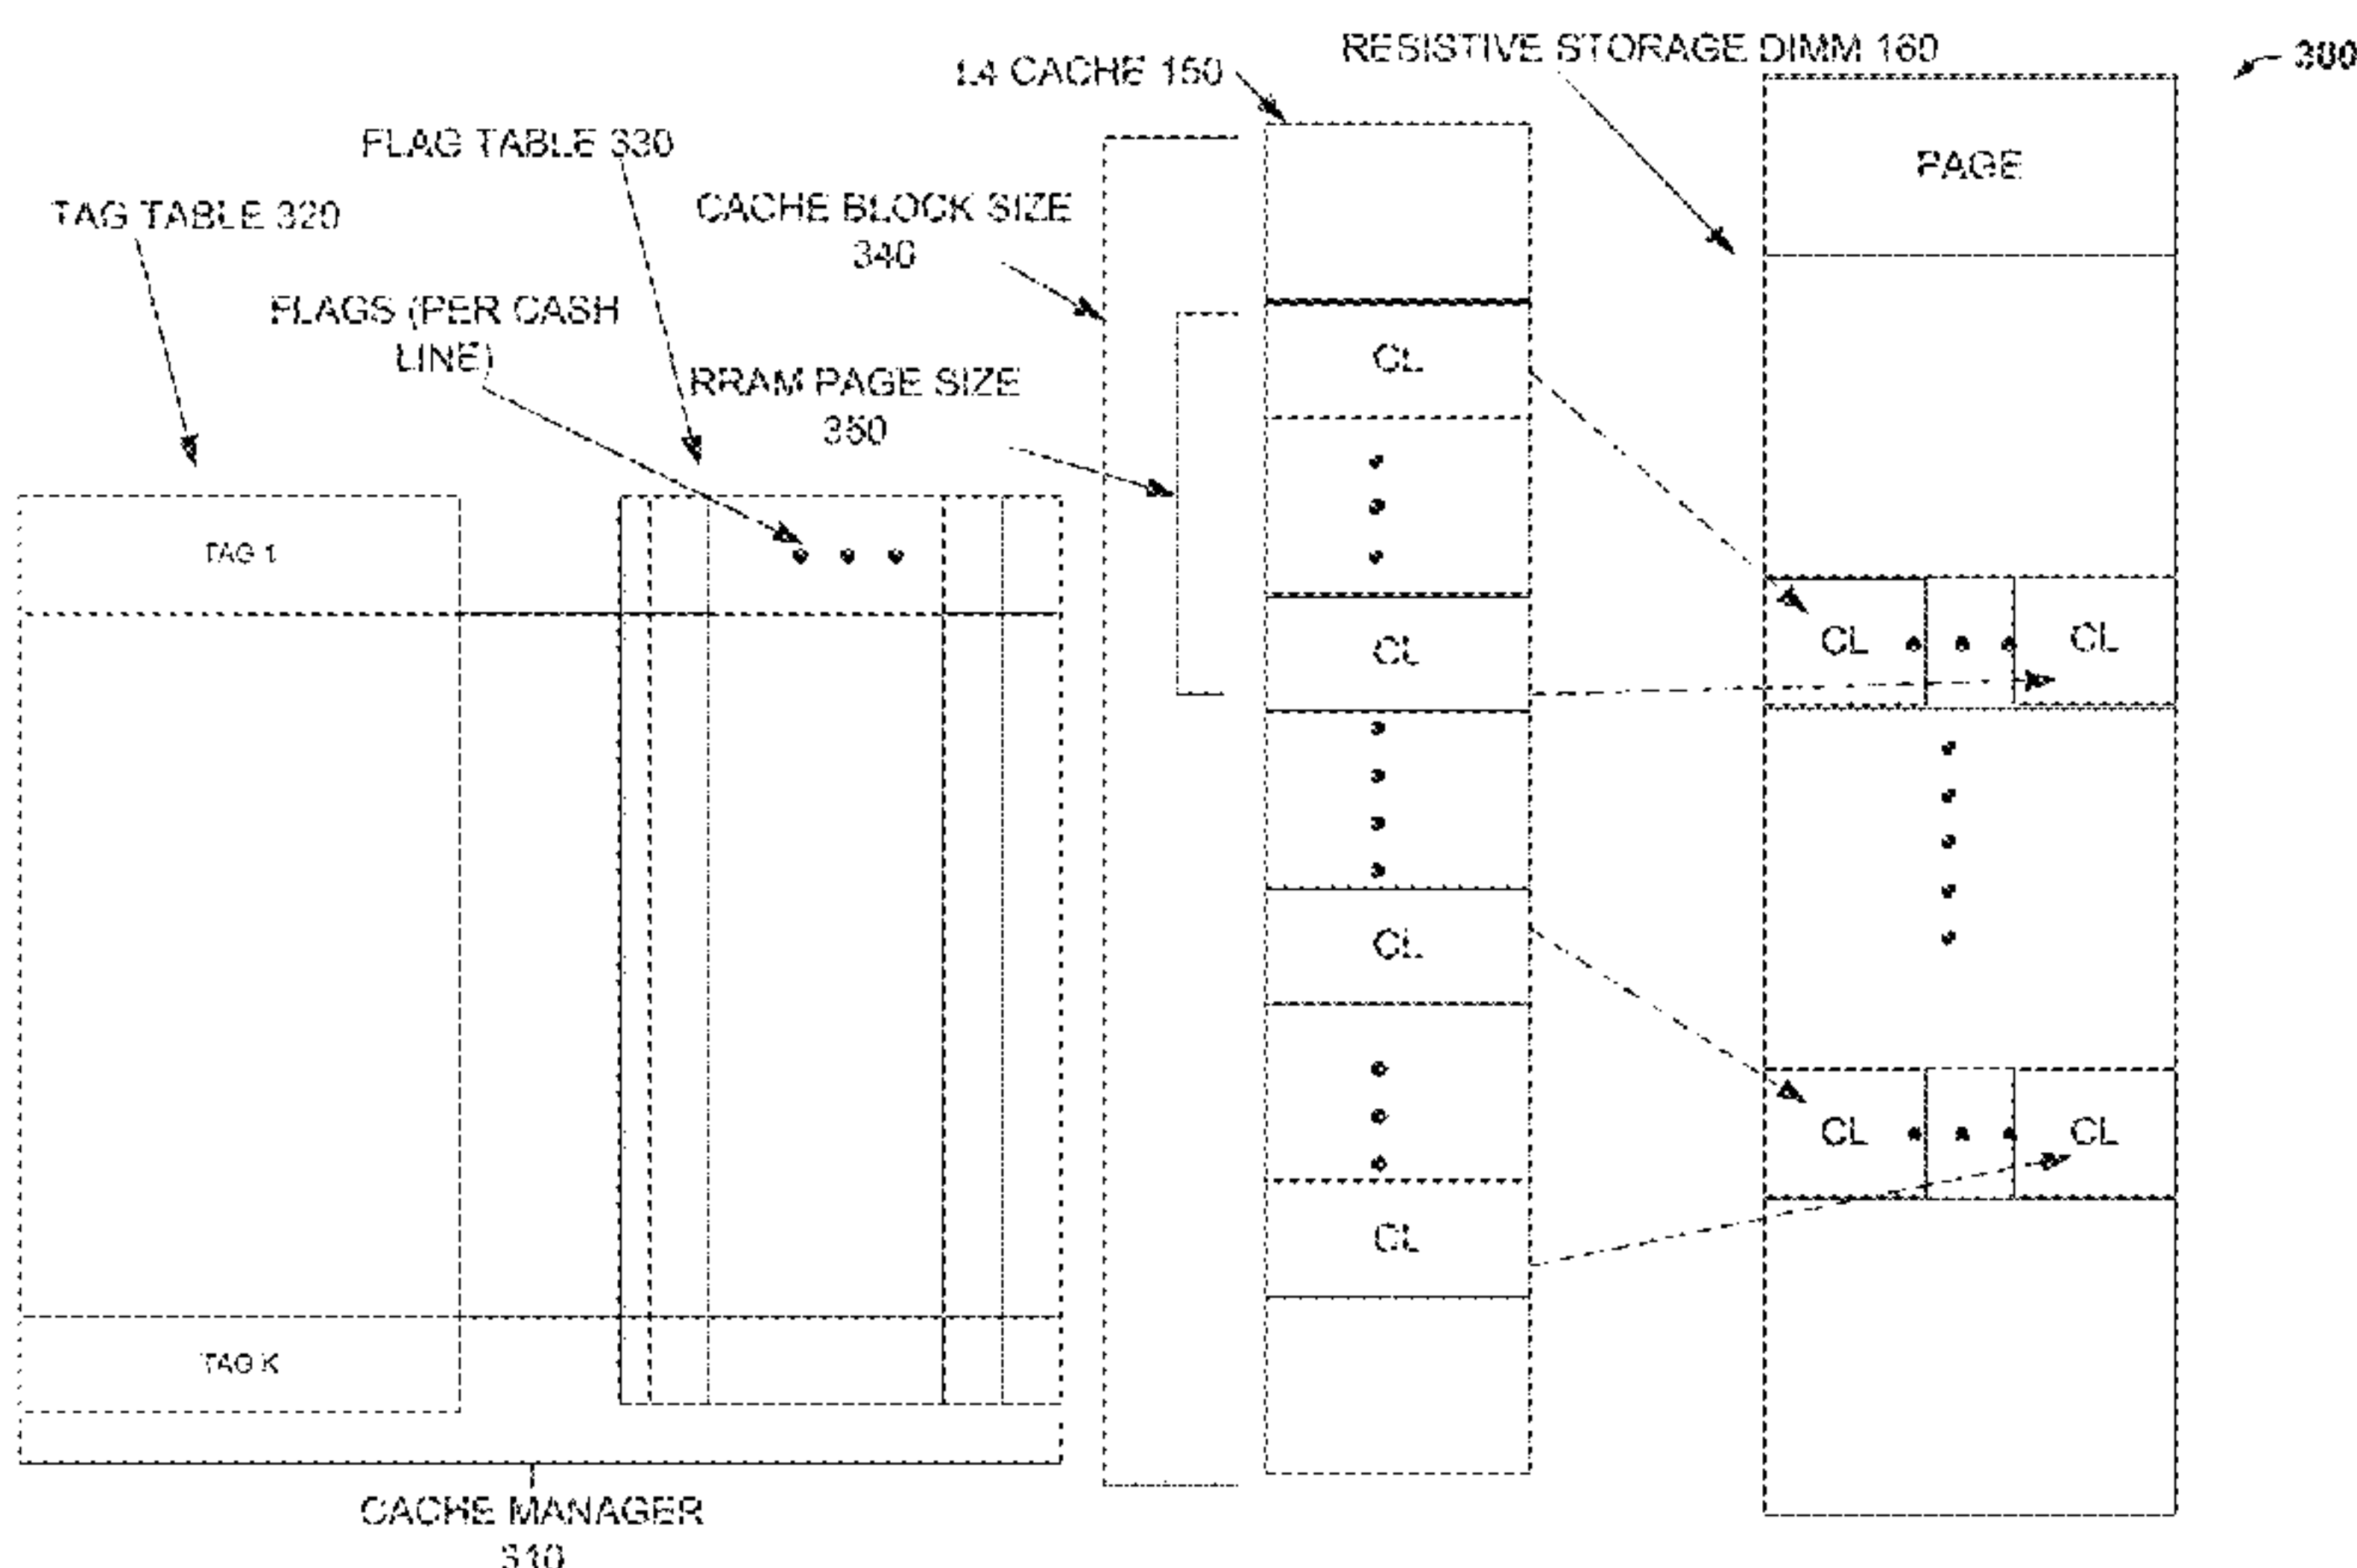 RESISTIVE STORAGE DIMM 160
300
L4 CACHE 150
FLAG TABLE 330
PAGE
TAG TABLE 320
CACHE BLOCK SIZE
340
FLAGS (PER CASH
LINE)
RRAM PAGE SIZE
350
CL
TAG 1
CL
CL
CL
CL
CL
CL
CL
TAG K
CACHE MANAGER
310